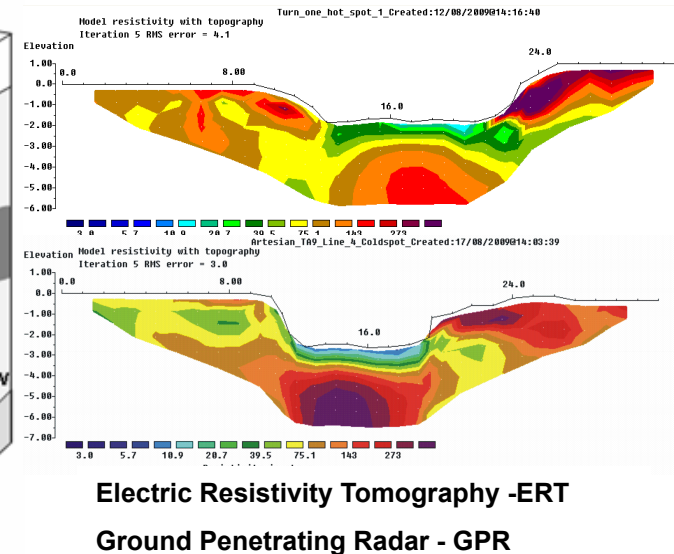 Turn_one_hot_spot_1_Created:12/08/2009@14:16:40
Model resistivity with topography
Iteration 5 RMS error = 4.1
Elevation
24.0
1.00
0.0
8.00
0.0
-1.00
16.0
-2.00
-3.00
-4.00
-5.00
-6.00
3.0 5.7 10.9 20.7 39.5 75.1 143 273
Artesian_TA9_Line_4_Coldspot_Created:17/08/2009@14:03:39
Elevation Model resistivity with topography
Iteration 5 RMS error = 3.0
1.00
0.0
8.00
24.0
0.0
-1.00
16.0
-2.00
-3.00
-4.00
-5.00
-6.00
-7.00
3.0 5.7 10.9 20.7 39.5 75.1 143 273
Electric Resistivity Tomography -ERT
Ground Penetrating Radar - GPR